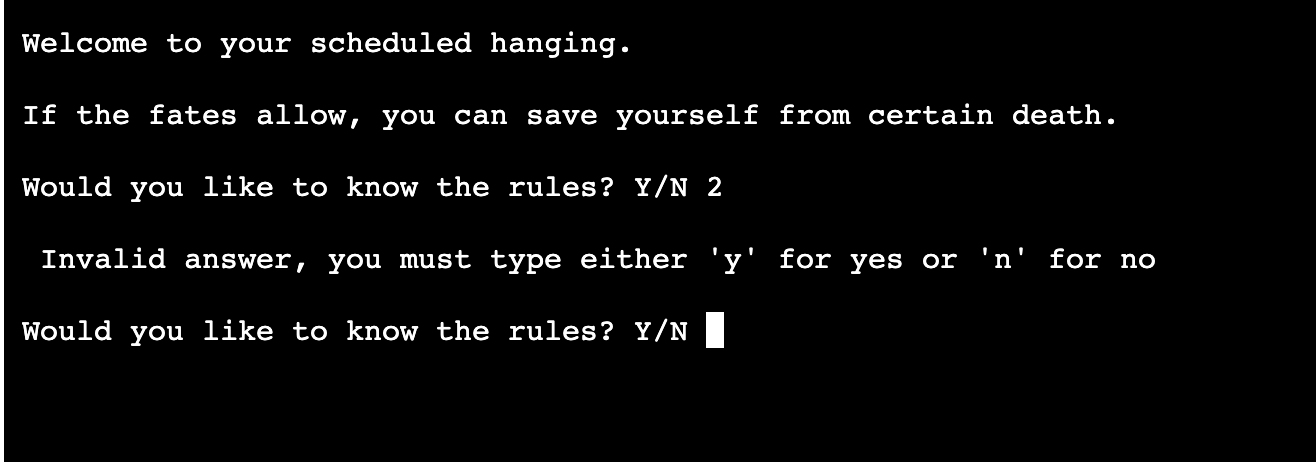 Welcome to your scheduled hanging.
If the fates allow, you can save yourself from certain death.
Would you like to know the rules? Y/N 2
Invalid answer, you must type either 'y' for yes or 'n' for no
Would you like to know the rules? Y/N